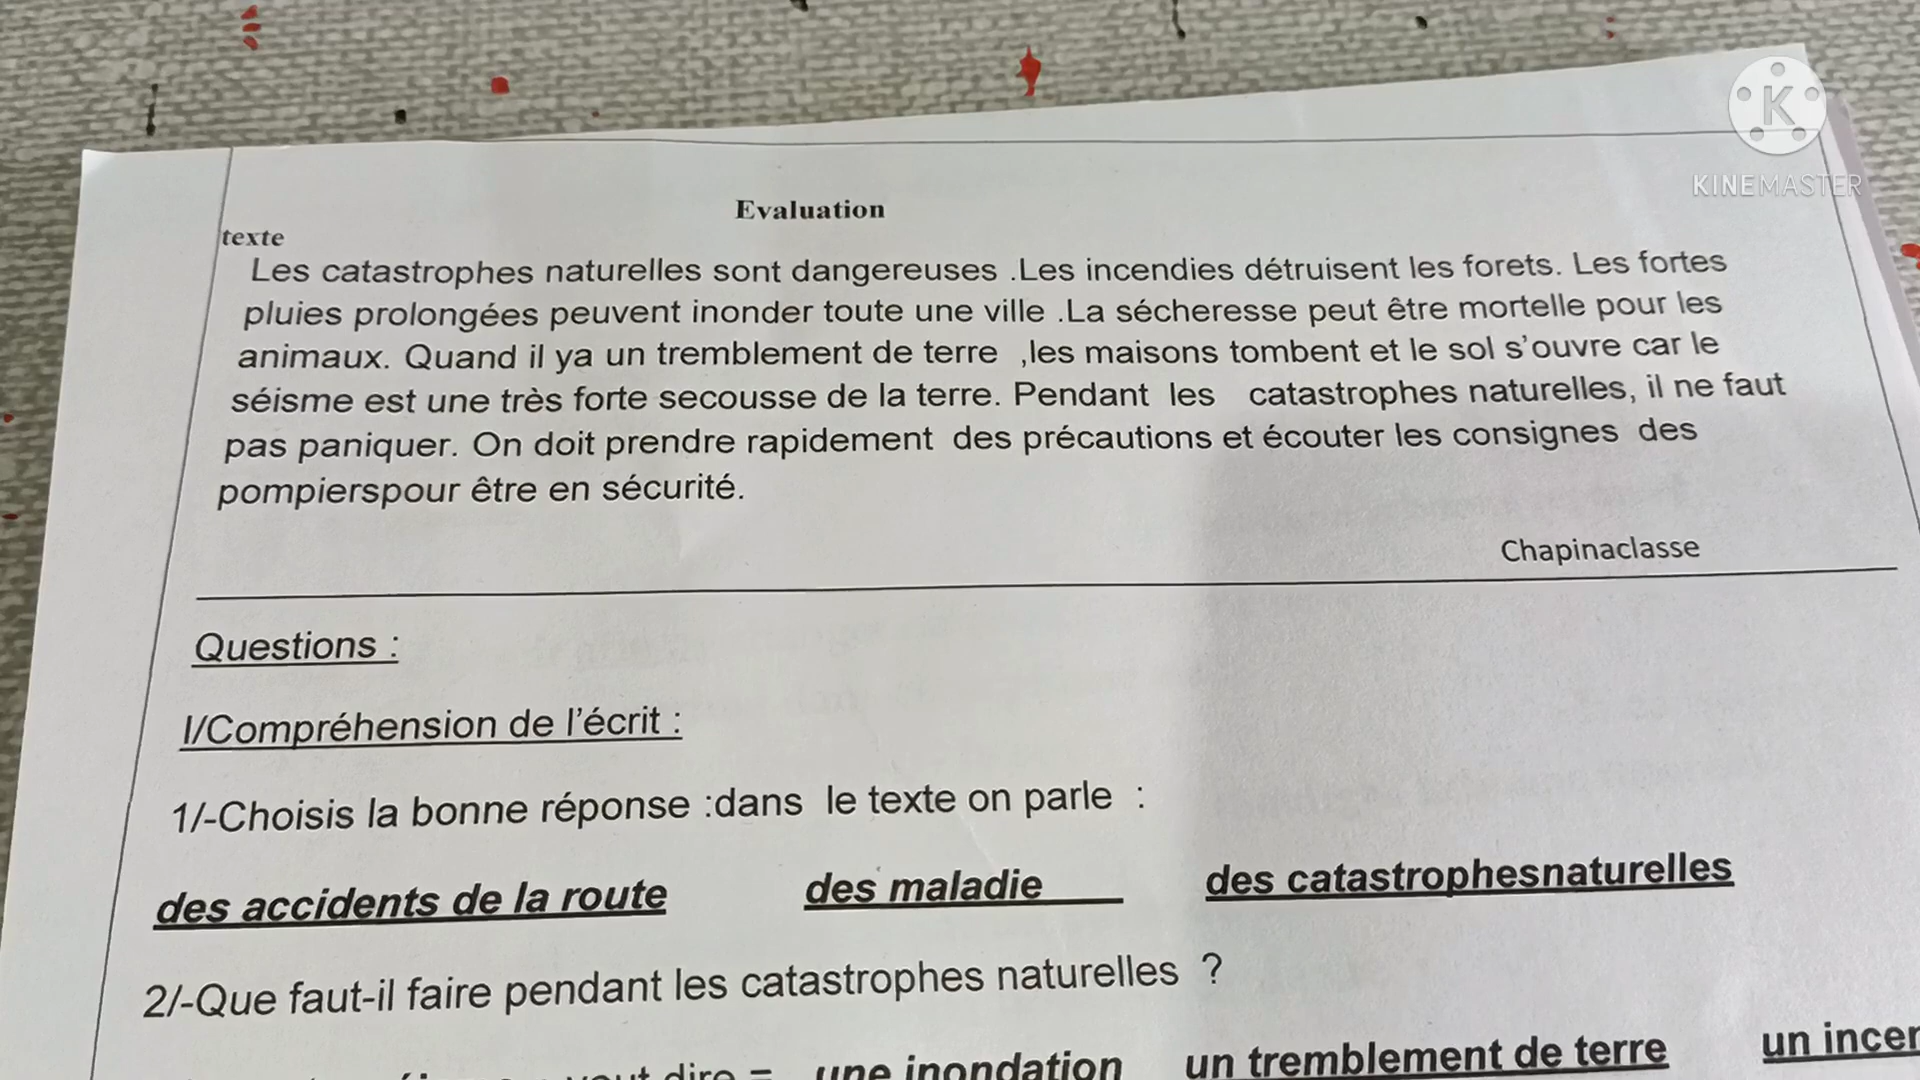 KINEMASTER
Evaluation
texte
Les catastrophes naturelles sont dangereuses .Les incendies détruisent les forets. Les fortes
pluies prolongées peuvent inonder toute une ville .La sécheresse peut être mortelle pour les
animaux. Quand il ya un tremblement de terre ,les maisons tombent et le sol s'ouvre car le
séisme est une très forte secousse de la terre. Pendant les catastrophes naturelles, il ne faut
pas paniquer. On doit prendre rapidement des précautions et écouter les consignes des
pompierspour être en sécurité.
Chapinaclasse
Questions :
I/Compréhension de l'écrit :
1/-Choisis la bonne réponse :dans le texte on parle :
des accidents de la route des maladie des catastrophesnaturelles
2/-Que faut-il faire pendant les catastrophes naturelles ?
veut dire = une inondation un tremblement de terre un